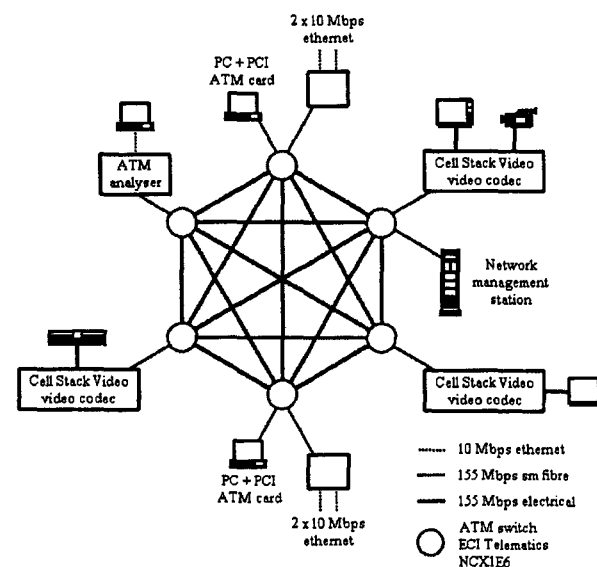 2 x 10 Mbps
ethernet
PC + PCI
ATM card
ATM
analyser
Cell Stack Video
video codec
Network
management
station
Cell Stack Video
video codec
Cell Stack Video
video codec
PC + PCI
ATM card
2 x 10 Mbps
ethernet
10 Mbps ethernet
155 Mbps sm fibre
155 Mbps electrical
ATM switch
ECI Telematics
NCX1E6